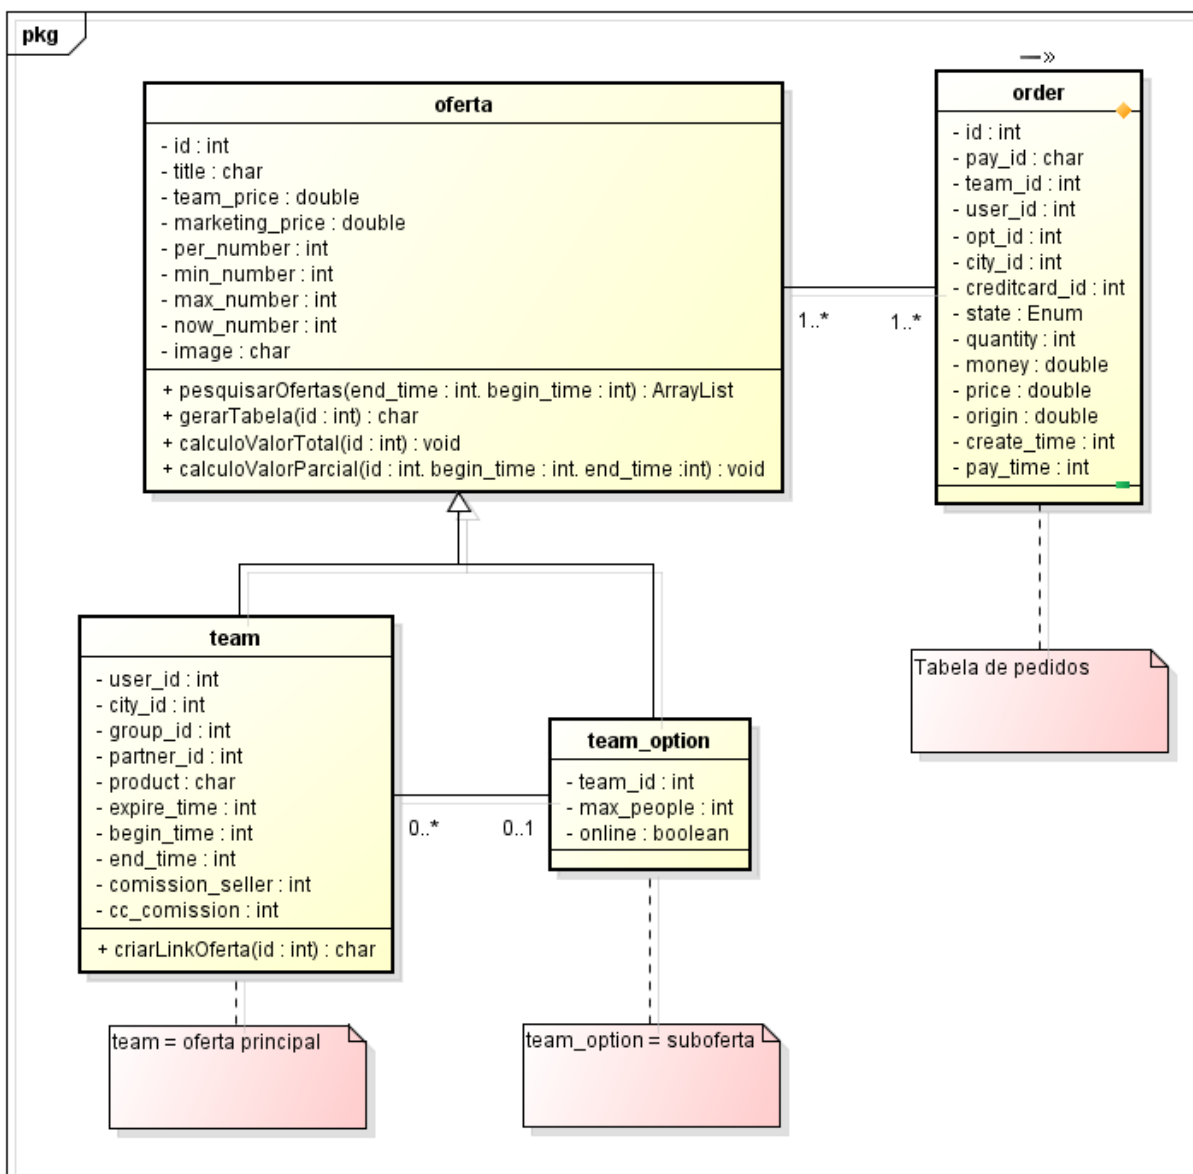 pkg
oferta
- id : int
- title : char
- team_price : double
- marketing_price : double
- per_number : int
- min_number : int
- max_number : int
- now_number : int
- image : char
+ pesquisarOfertas(end_time : int. begin_time : int) : ArrayList
+ gerarTabela(id : int) : char
+ calculoValorTotal(id : int) : void
+ calculoValorParcial(id : int. begin_time : int. end_time :int) : void
order
- id : int
- pay_id : char
- team_id : int
- user_id : int
- opt_id : int
- city_id : int
- creditcard_id : int
- state : Enum
- quantity : int
- money : double
- price : double
- origin : double
- create_time : int
- pay_time : int
1..*
1..*
team
- user_id : int
- city_id : int
- group_id : int
- partner_id : int
- product : char
- expire_time : int
- begin_time : int
- end_time : int
- comission_seller : int
- cc_comission : int
+ criarLinkOferta(id : int) : char
0..*
0..1
team_option
- team_id : int
- max_people : int
- online : boolean
Tabela de pedidos
team = oferta principal
team_option = suboferta